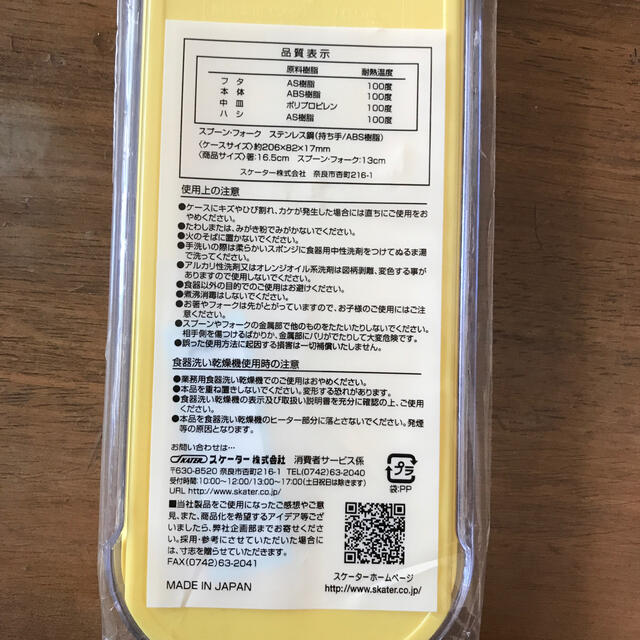 品質表示
原料樹脂 耐熱温度
フタ AS樹脂 100度
本体 ABS樹脂 100度
中皿 ポリプロピレン 100度
ハシ AS樹脂 100度
スプーン・フォーク ステンレス鋼(持ち手/ABS樹脂)
〈ケースサイズ〉約206×82×17mm
〈商品サイズ〉箸:16.5cm スプーン・フォーク:13cm
スケーター株式会社 奈良市杏町216-1
使用上の注意
●ケースにキズやひび割れ、カケが発生した場合には直ちにご使用をお
やめください。
●たわしまたは、みがき粉でみがかないでください。
●火のそばに置かないでください。
●手洗いの際は柔らかいスポンジに食器用中性洗剤をつけてぬるま湯
で洗ってください。
●アルカリ性洗剤又はオレンジオイル系洗剤は図柄剥離、変色する事が
ありますので使用しないでください。
●食器以外の目的でのご使用はお避けください。
●煮沸消毒はしないでください。
●お箸やフォークは先がとがっていますので、お子様のご使用にはご注
意ください。
●スプーンやフォークの金属部で他のものをたたいたりしないでください。
相手側を傷つけるばかりか、金属部にバリがでたりして大変危険です。
●誤った使用方法に起因する損害は一切補償いたしません。
食器洗い乾燥機使用時の注意
●業務用食器洗い乾燥機でのご使用はおやめください。
●本品を重ね置きしないでください。変形する恐れがあります。
●食器洗い乾燥機の表示及び取扱い説明書を充分に確認の上、ご使用
ください。
●本品を食器洗い乾燥機のヒーター部分に落とさないでください。発煙
等の原因となります。
お問い合わせは…
SKATER スケーター株式会社 消費者サービス係
〒630-8520 奈良市杏町216-1 TEL(0742)63-2040
受付時間:10:00〜12:00・13:00〜17:00(土日祝日は除きます)
URL http://www.skater.co.jp/
プラ
袋:PP
■当社製品をご使用になったご感想やご意
見、また、商品化を希望するアイデア等ござ
いましたら、弊社企画部までお寄せください。
採用・参考にさせていただいた場合に
は、寸志を贈らせていただきます。
FAX(0742)63-2041
スケーターホームページ
http://www.skater.co.jp/
MADE IN JAPAN